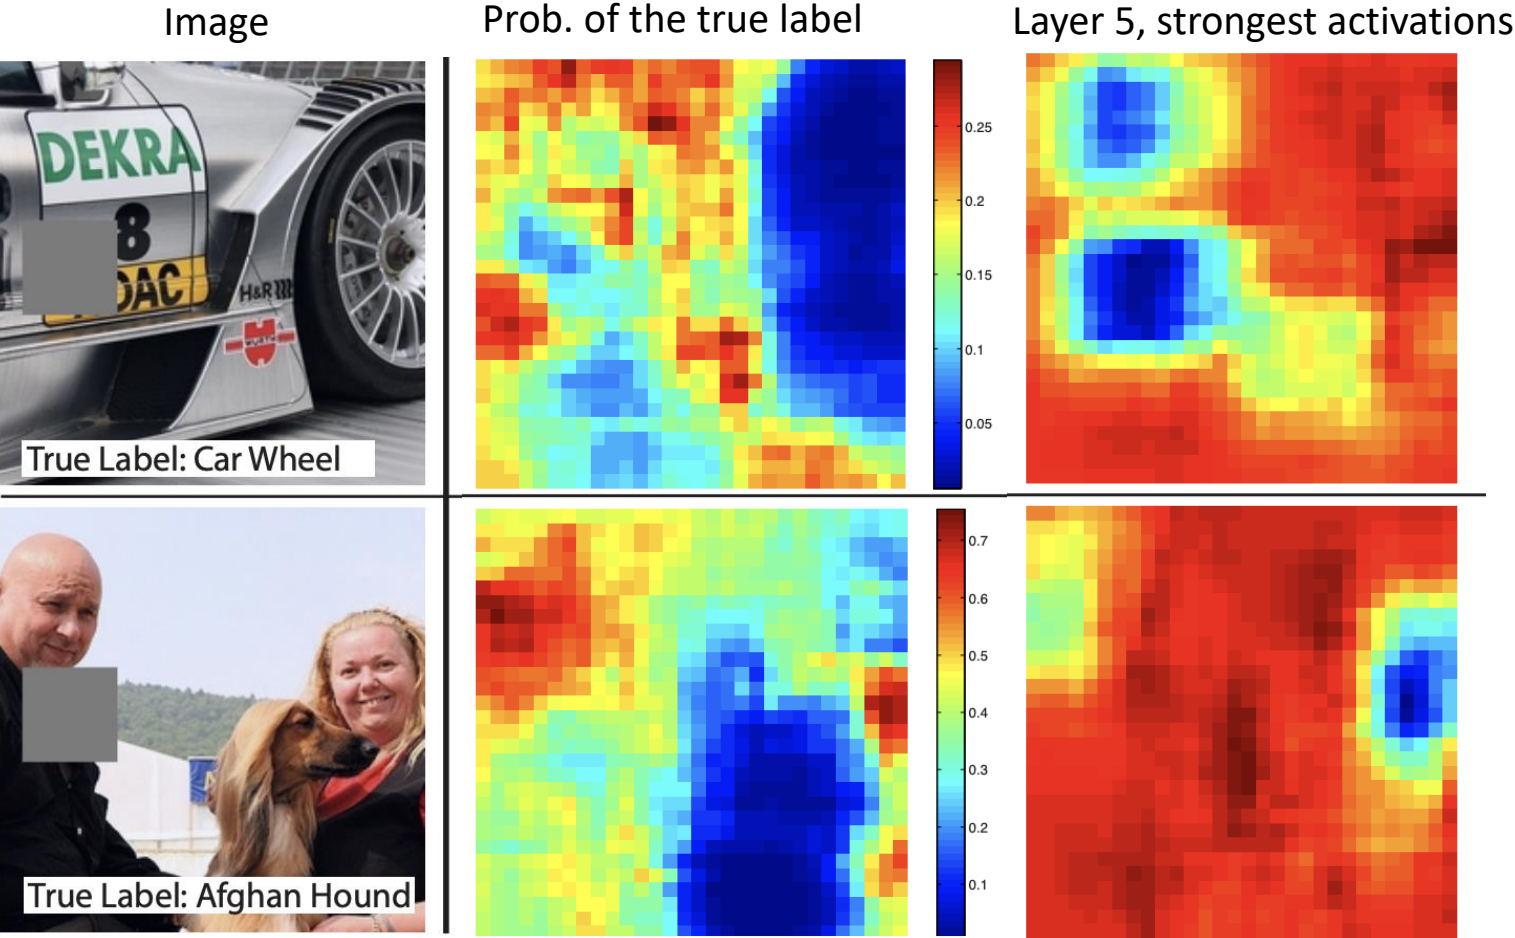 Image
Prob. of the true label
Layer 5, strongest activations
DEKRA
8
DAC
H&R
WURTH
True Label: Car Wheel
0.25
0.2
0.15
0.1
0.05
True Label: Afghan Hound
0.7
0.6
0.5
0.4
0.3
0.2
0.1